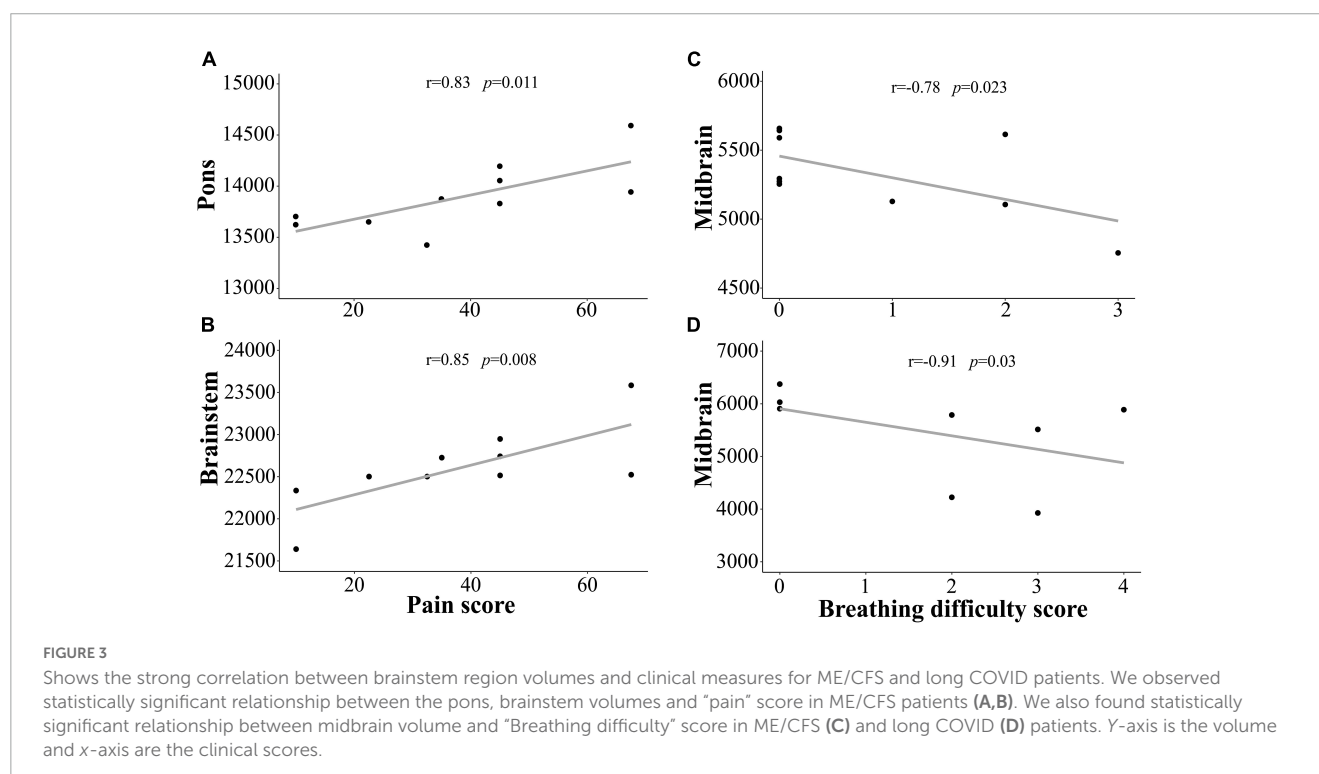 A
r=0.83 p=0.011
15000
14500
14000
13500
13000
Pons
20 40 60
B
r=0.85 p=0.008
24000
23500
23000
22500
22000
21500
Brainstem
20 40 60
Pain score
C
r=-0.78 p=0.023
6000
5500
5000
4500
Midbrain
0 1 2 3
D
r=-0.91 p=0.03
7000
6000
5000
4000
3000
Midbrain
0 1 2 3 4
Breathing difficulty score
FIGURE 3
Shows the strong correlation between brainstem region volumes and clinical measures for ME/CFS and long COVID patients. We observed
statistically significant relationship between the pons, brainstem volumes and “pain” score in ME/CFS patients (A,B). We also found statistically
significant relationship between midbrain volume and “Breathing difficulty” score in ME/CFS (C) and long COVID (D) patients. Y-axis is the volume
and x-axis are the clinical scores.